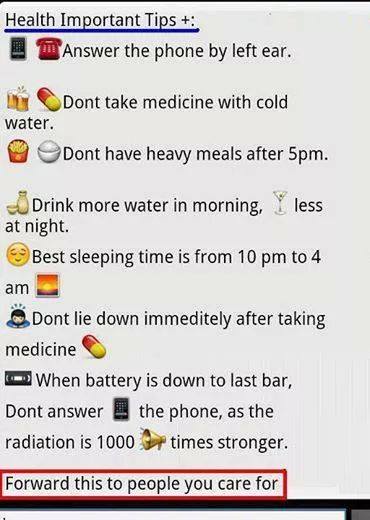 Health Important Tips +:
📱 ☎️Answer the phone by left ear.
🍻 💊Dont take medicine with cold
water.
🍟 🍚Dont have heavy meals after 5pm.
🍶Drink more water in morning, 🍸 less
at night.
😌Best sleeping time is from 10 pm to 4
am 🌅
🙇Dont lie down immeditely after taking
medicine 💊
📼 When battery is down to last bar,
Dont answer 📱 the phone, as the
radiation is 1000 📢 times stronger.
Forward this to people you care for